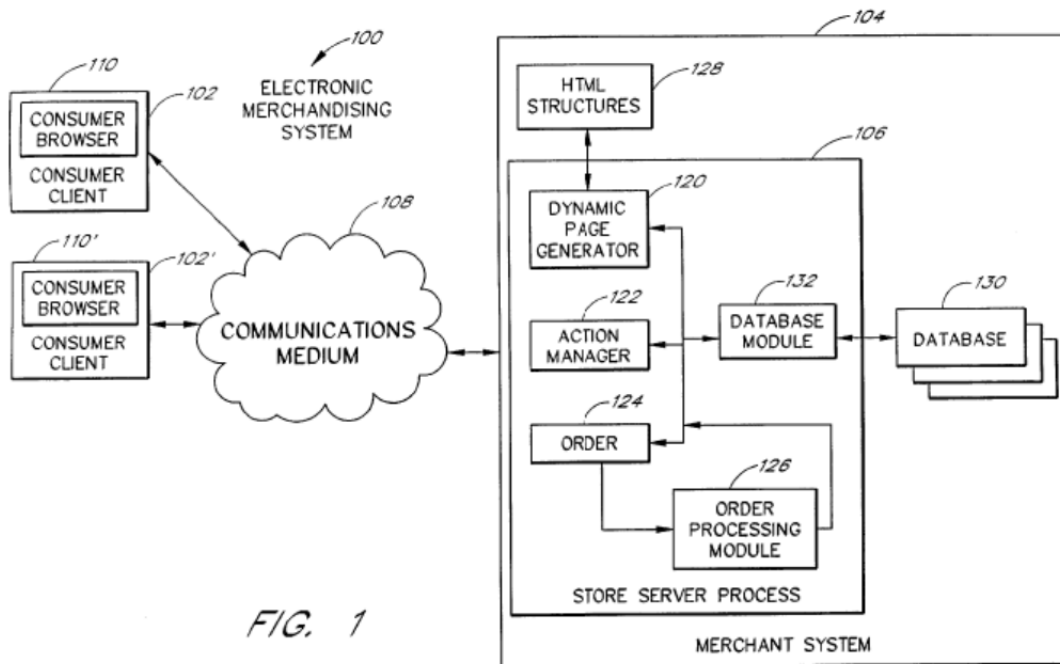 100
ELECTRONIC
MERCHANDISING
SYSTEM
110
102
CONSUMER
BROWSER
CONSUMER
CLIENT
110'
102'
CONSUMER
BROWSER
CONSUMER
CLIENT
108
COMMUNICATIONS
MEDIUM
104
128
HTML
STRUCTURES
106
120
DYNAMIC
PAGE
GENERATOR
122
ACTION
MANAGER
132
DATABASE
MODULE
130
DATABASE
124
ORDER
126
ORDER
PROCESSING
MODULE
STORE SERVER PROCESS
MERCHANT SYSTEM
FIG. 1